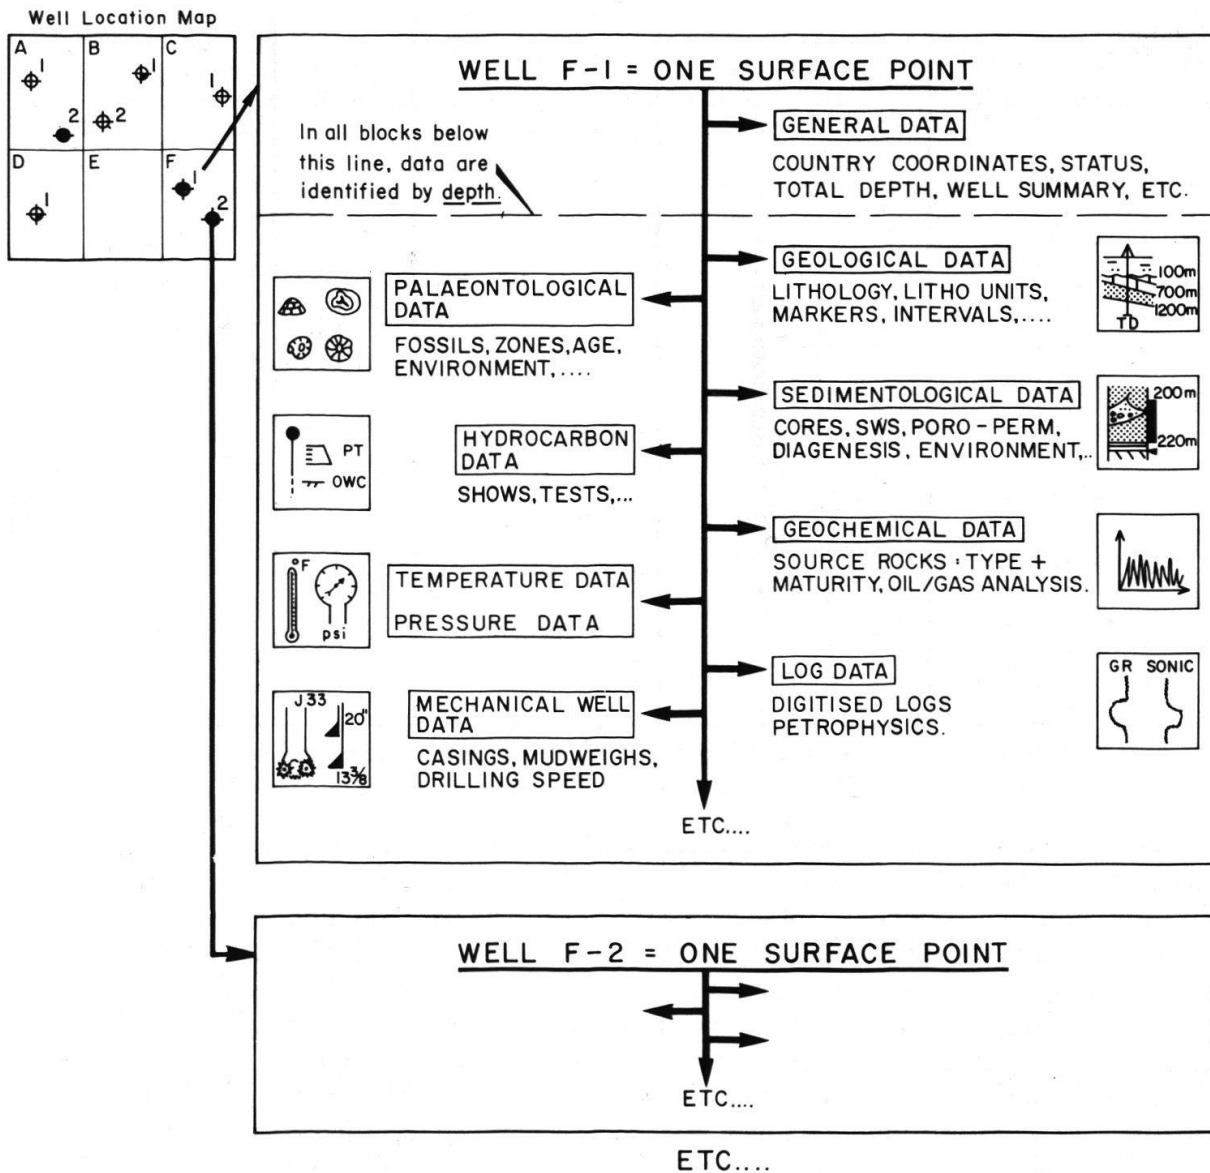 Well Location Map
A
B
C
1
1
1
2
2
D
E
F
1
1
2
WELL F-1 = ONE SURFACE POINT
In all blocks below
this line, data are
identified by depth.
GENERAL DATA
COUNTRY COORDINATES, STATUS,
TOTAL DEPTH, WELL SUMMARY, ETC.
GEOLOGICAL DATA
LITHOLOGY, LITHO UNITS,
MARKERS, INTERVALS,....
100m
700m
1200m
TD
PALAEONTOLOGICAL
DATA
FOSSILS, ZONES, AGE,
ENVIRONMENT,....
SEDIMENTOLOGICAL DATA
CORES, SWS, PORO-PERM,
DIAGENESIS, ENVIRONMENT,..
200m
220m
PT
OWC
HYDROCARBON
DATA
SHOWS, TESTS,...
GEOCHEMICAL DATA
SOURCE ROCKS : TYPE +
MATURITY, OIL/GAS ANALYSIS.
°F
psi
TEMPERATURE DATA
PRESSURE DATA
LOG DATA
DIGITISED LOGS
PETROPHYSICS.
GR SONIC
J33
20"
13⅜
MECHANICAL WELL
DATA
CASINGS, MUDWEIGHS,
DRILLING SPEED
ETC....
WELL F-2 = ONE SURFACE POINT
ETC....
ETC....